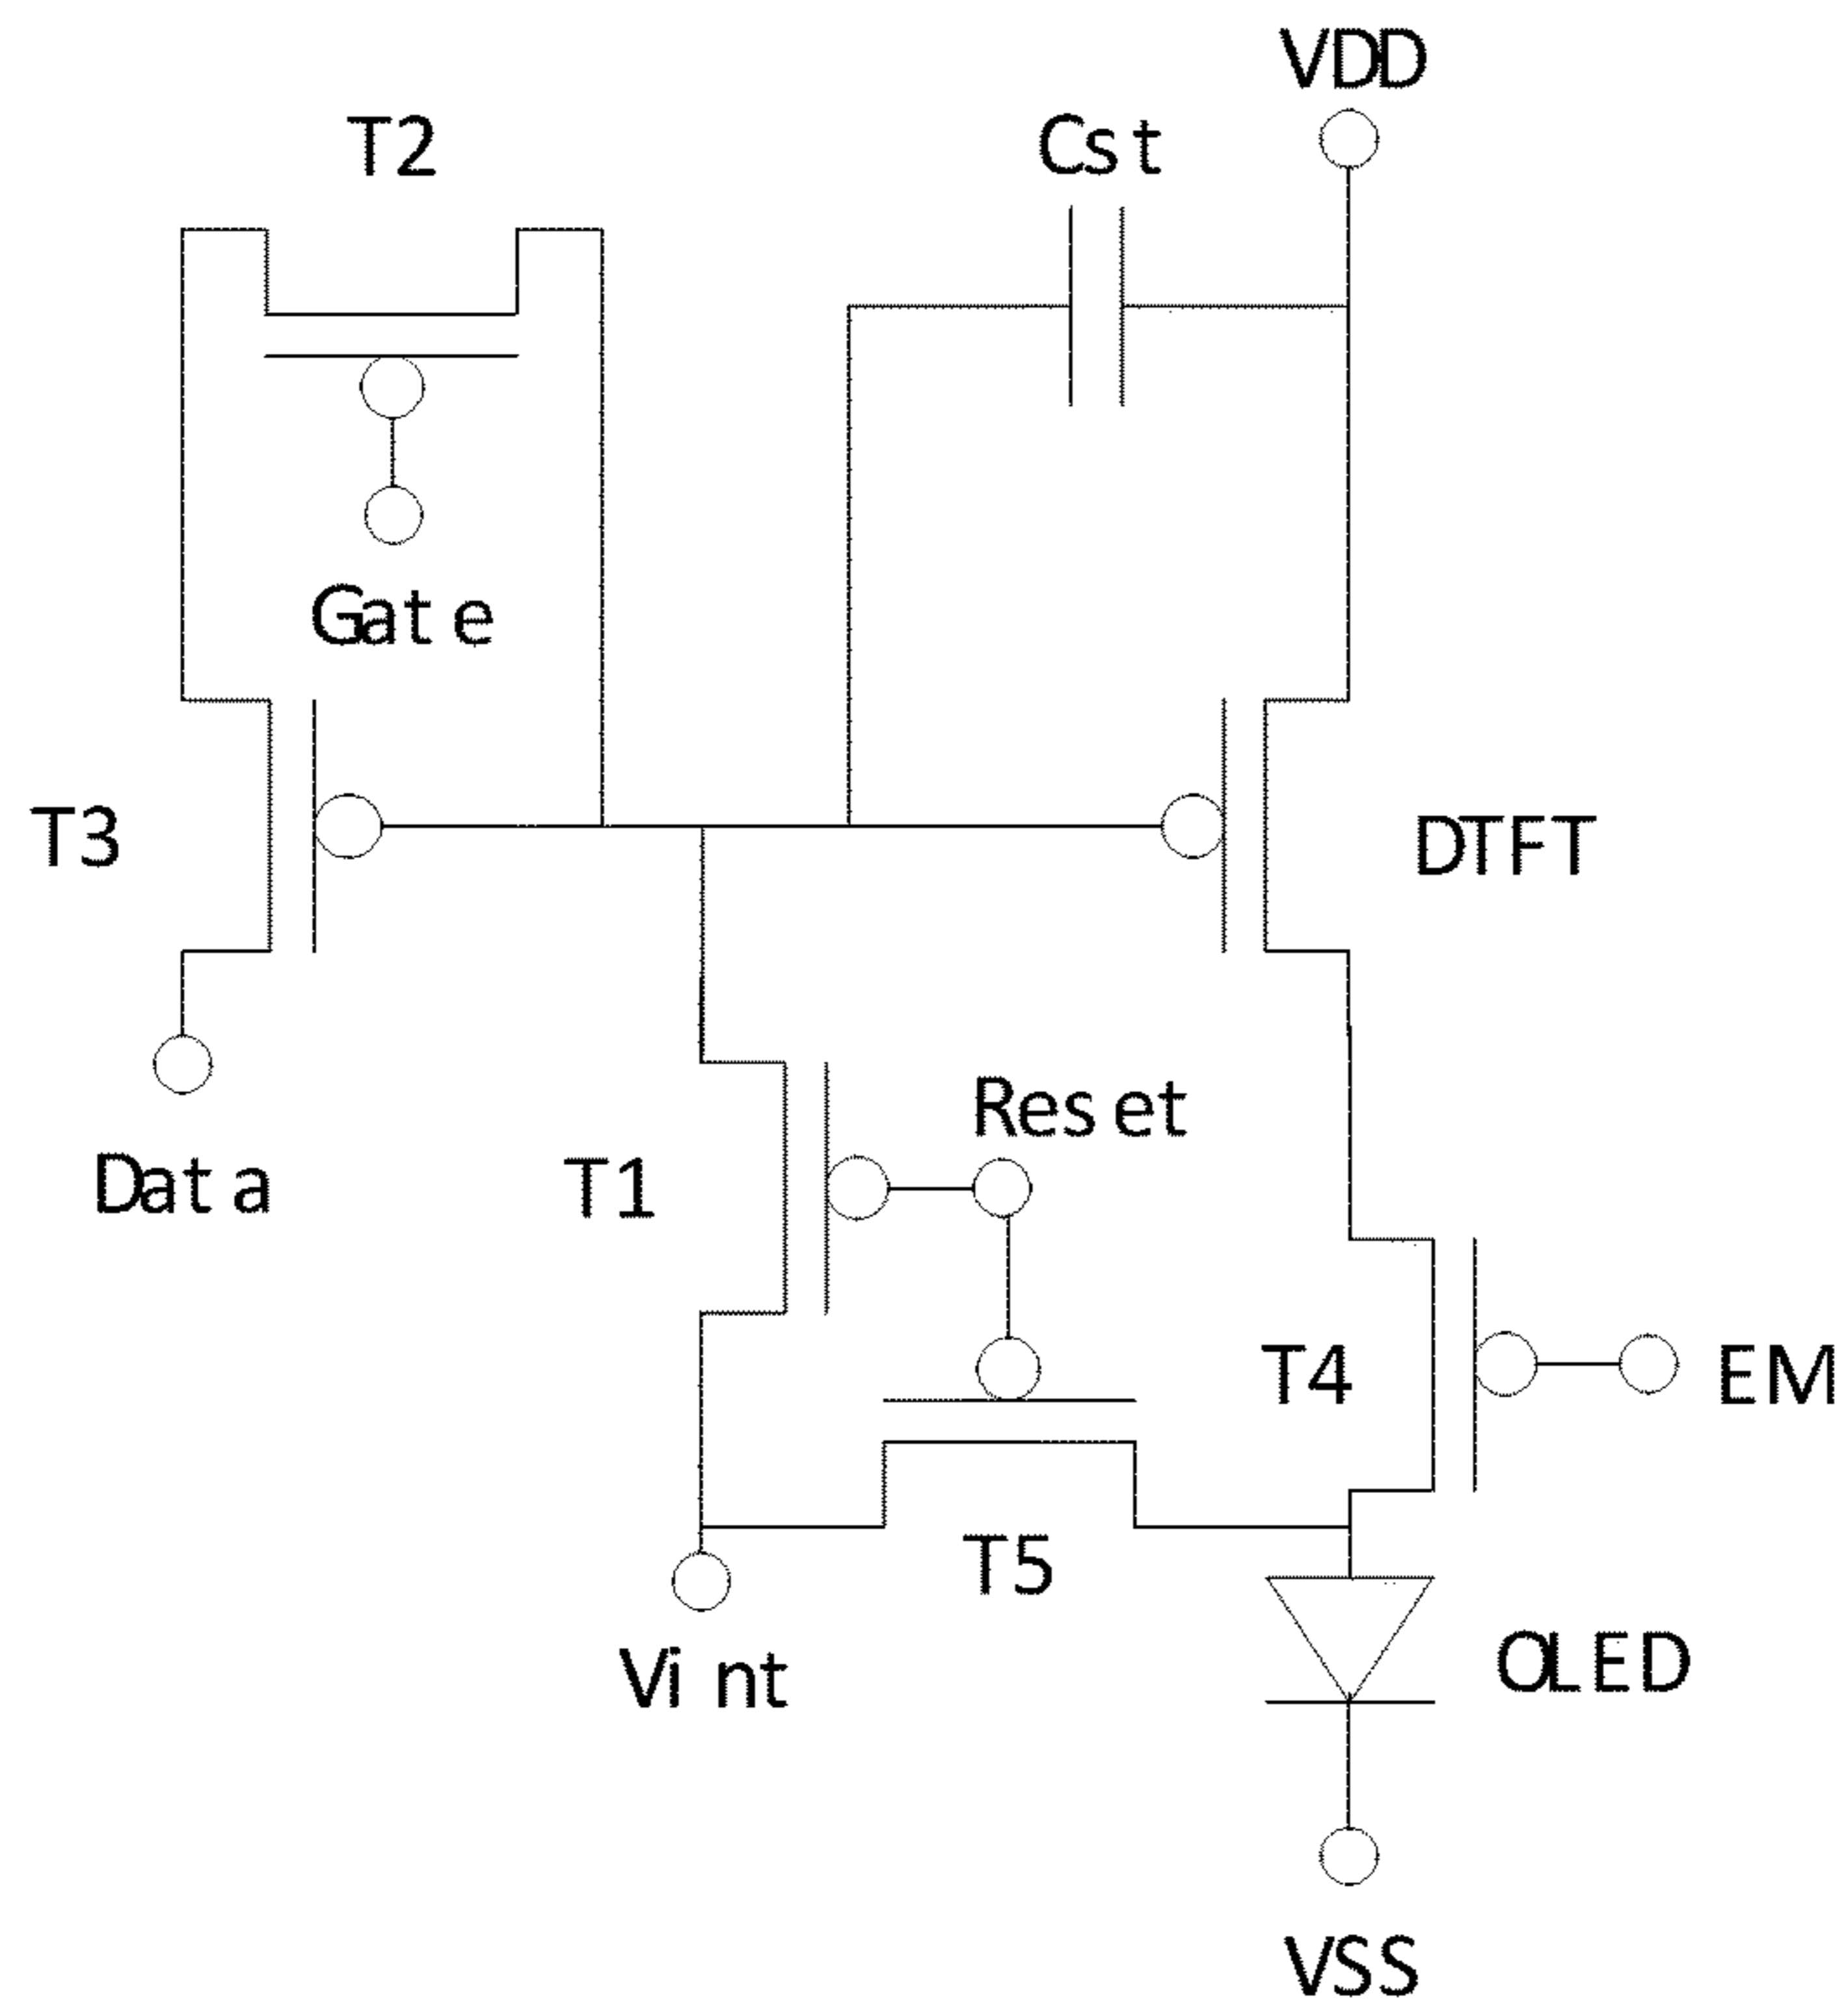 VDD
Cst
T2
Gate
T3
DTFT
Data
T1
Reset
T4
EM
T5
Vint
OLED
VSS